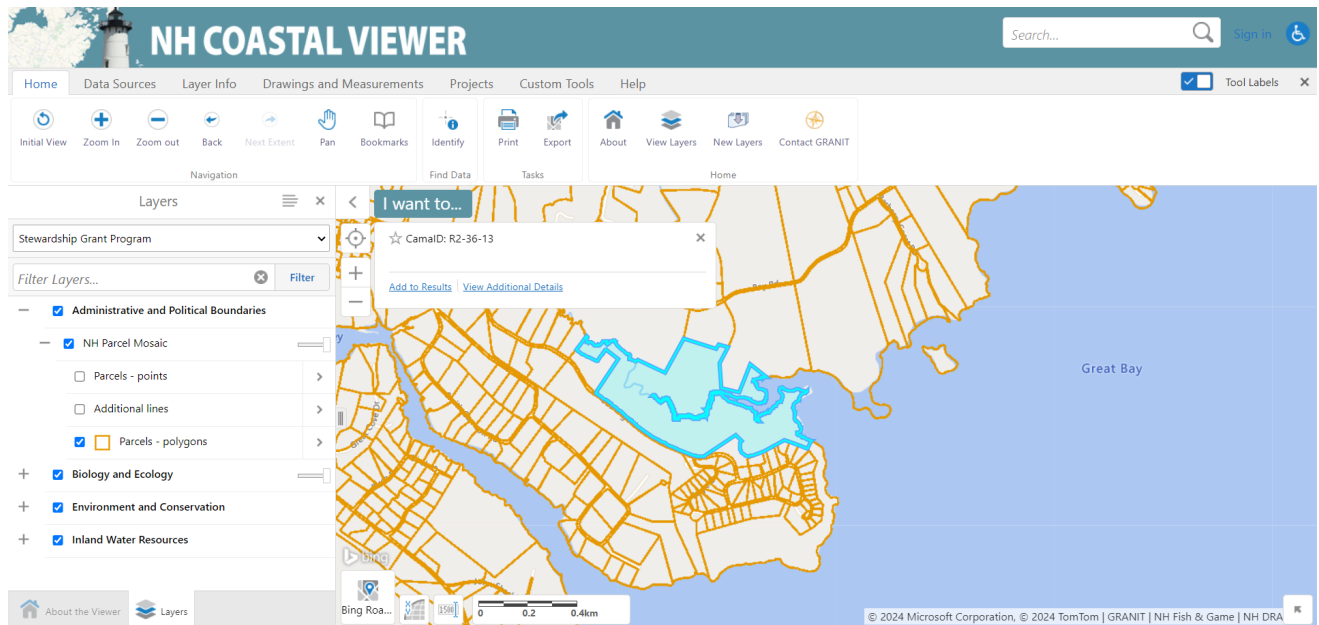 NH COASTAL VIEWER
Search...
Sign in
Home Data Sources Layer Info Drawings and Measurements Projects Custom Tools Help
Tool Labels
Initial View Zoom In Zoom out Back Next Extent Pan Bookmarks Identify Print Export About View Layers New Layers Contact GRANIT
Navigation Find Data Tasks Home
Layers
I want to...
Stewardship Grant Program
CamaID: R2-36-13
Filter Layers... Filter
Add to Results View Additional Details
Administrative and Political Boundaries
NH Parcel Mosaic
Parcels - points
Additional lines
Parcels - polygons
Biology and Ecology
Environment and Conservation
Inland Water Resources
Great Bay
bing
About the Viewer Layers
Bing Roa...
1500
0 0.2 0.4km
© 2024 Microsoft Corporation, © 2024 TomTom | GRANIT | NH Fish & Game | NH DRA